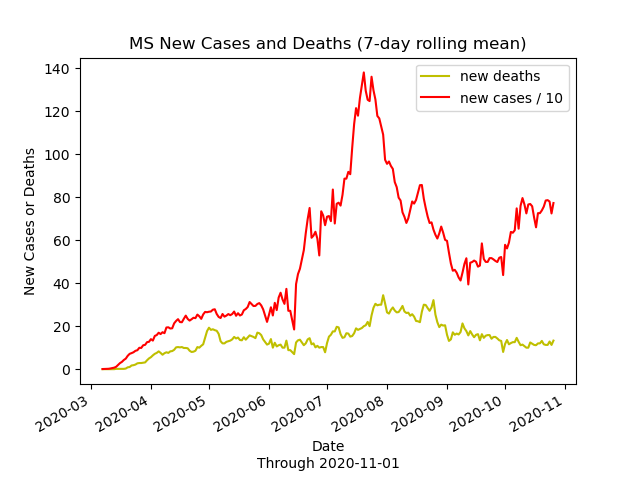 MS New Cases and Deaths (7-day rolling mean)
new deaths
new cases / 10
New Cases or Deaths
140
120
100
80
60
40
20
0
2020-03
2020-04
2020-05
2020-06
2020-07
2020-08
2020-09
2020-10
2020-11
Date
Through 2020-11-01